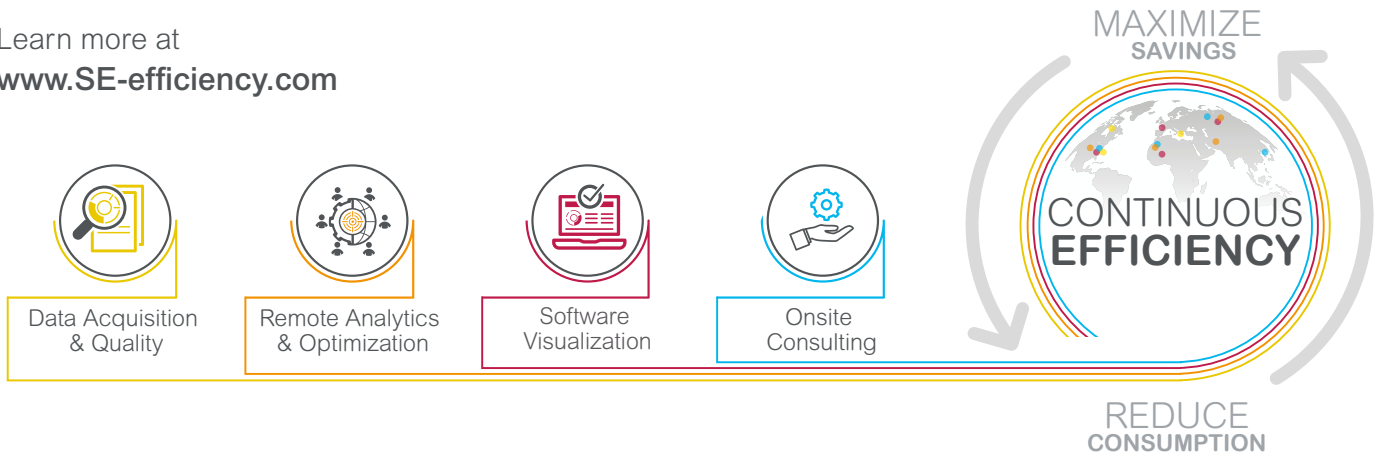 Learn more at
www.SE-efficiency.com
MAXIMIZE
SAVINGS
CONTINUOUS
EFFICIENCY
Data Acquisition
& Quality
Remote Analytics
& Optimization
Software
Visualization
Onsite
Consulting
REDUCE
CONSUMPTION